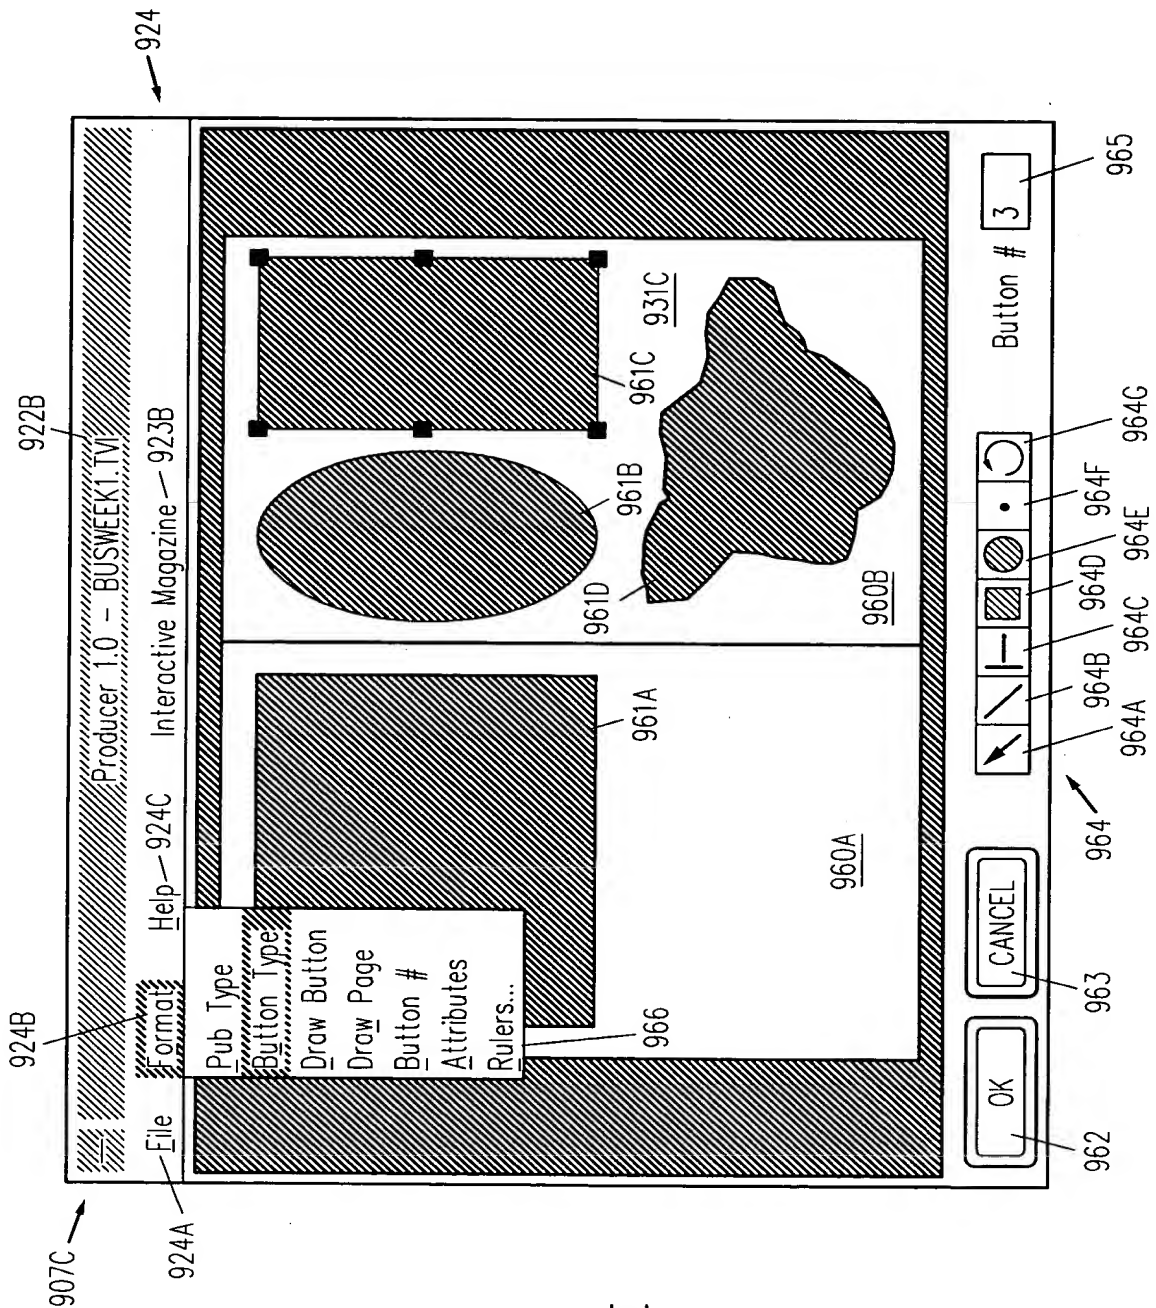 907C
922B
924
Producer 1.0 - BUSWEEK1.TVI
924B
File
Format
Help
924C
Interactive Magazine
923B
924A
Pub Type
Button Type
Draw Button
Draw Page
Button #
Attributes
Rulers...
966
961A
960A
961B
961C
931C
961D
960B
OK
CANCEL
Button #
3
962
963
964
964A
964B
964C
964D
964E
964F
964G
965